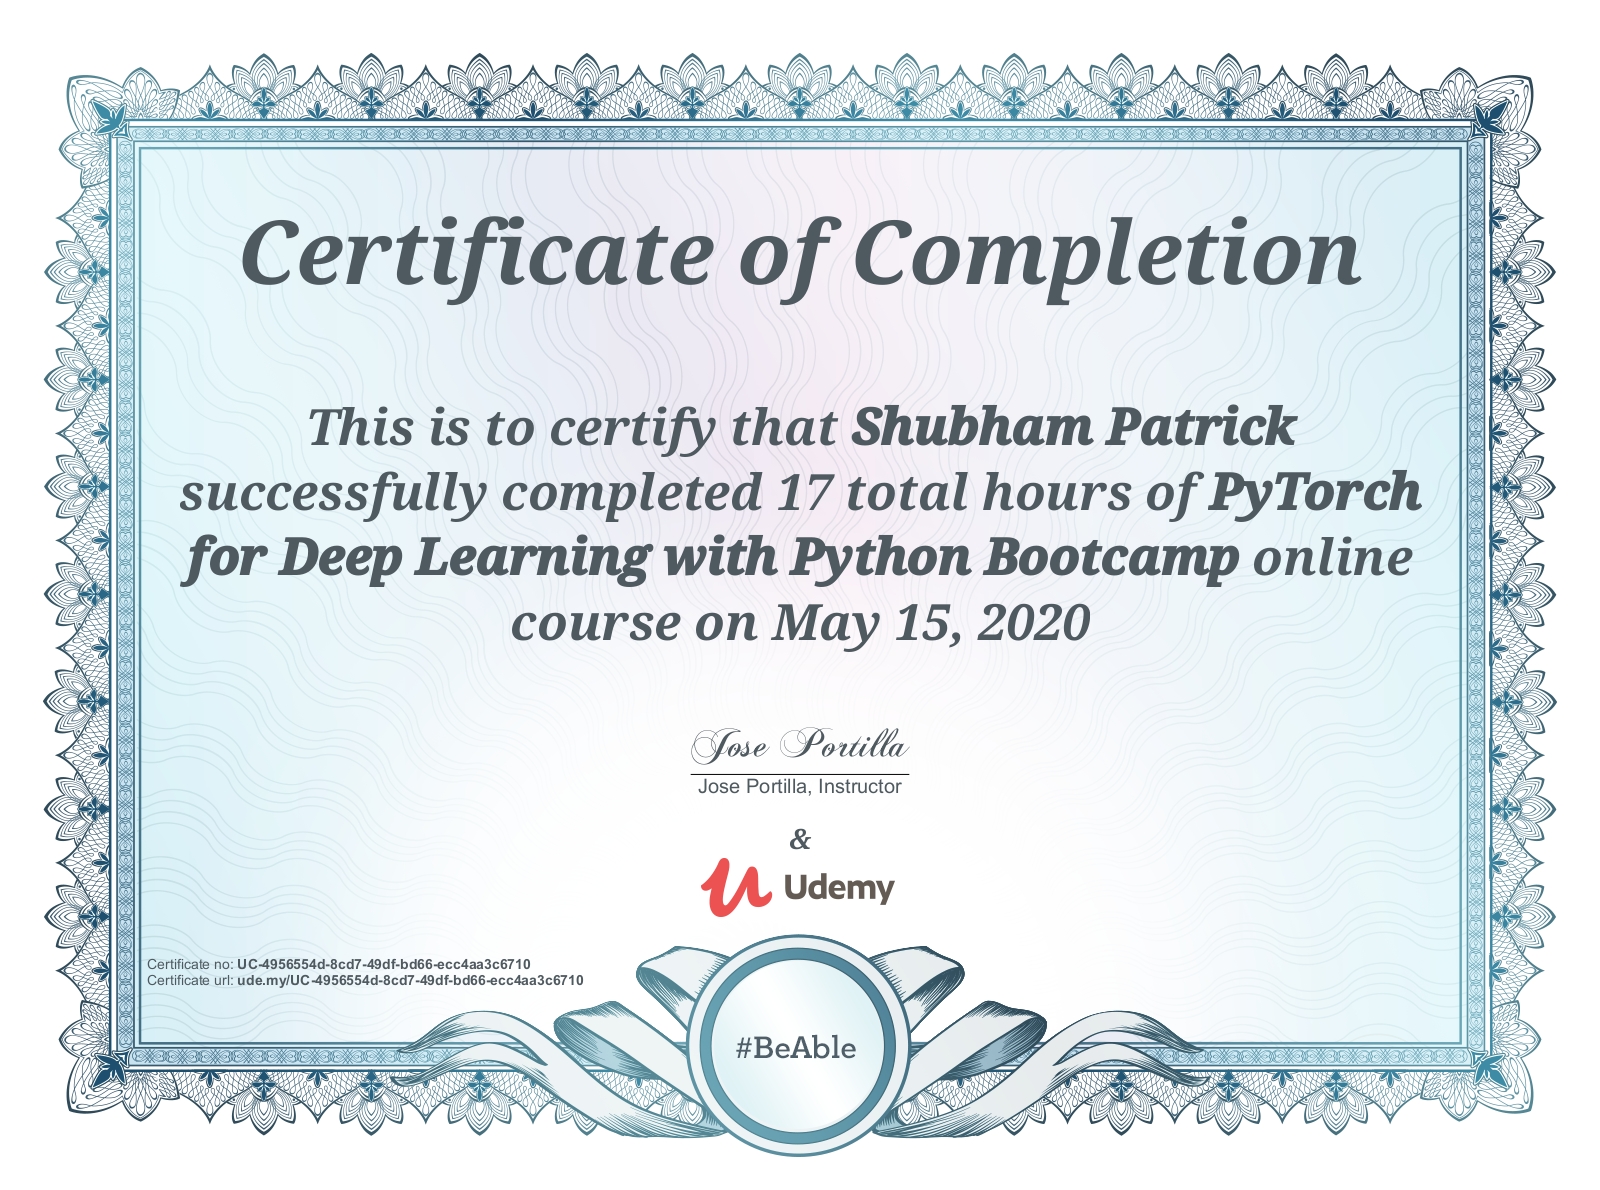 Certificate of Completion
This is to certify that Shubham Patrick
successfully completed 17 total hours of PyTorch
for Deep Learning with Python Bootcamp online
course on May 15, 2020
Jose Portilla
Jose Portilla, Instructor
&
Udemy
Certificate no: UC-4956554d-8cd7-49df-bd66-ecc4aa3c6710
Certificate url: ude.my/UC-4956554d-8cd7-49df-bd66-ecc4aa3c6710
#BeAble